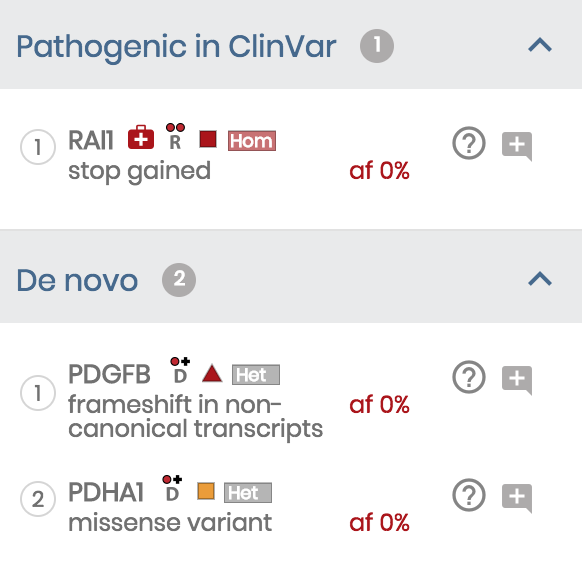 Pathogenic in ClinVar 1
1 RAI1 R Hom
stop gained af 0%
De novo 2
1 PDGFB D Het
frameshift in non-
canonical transcripts af 0%
2 PDHA1 D Het
missense variant af 0%